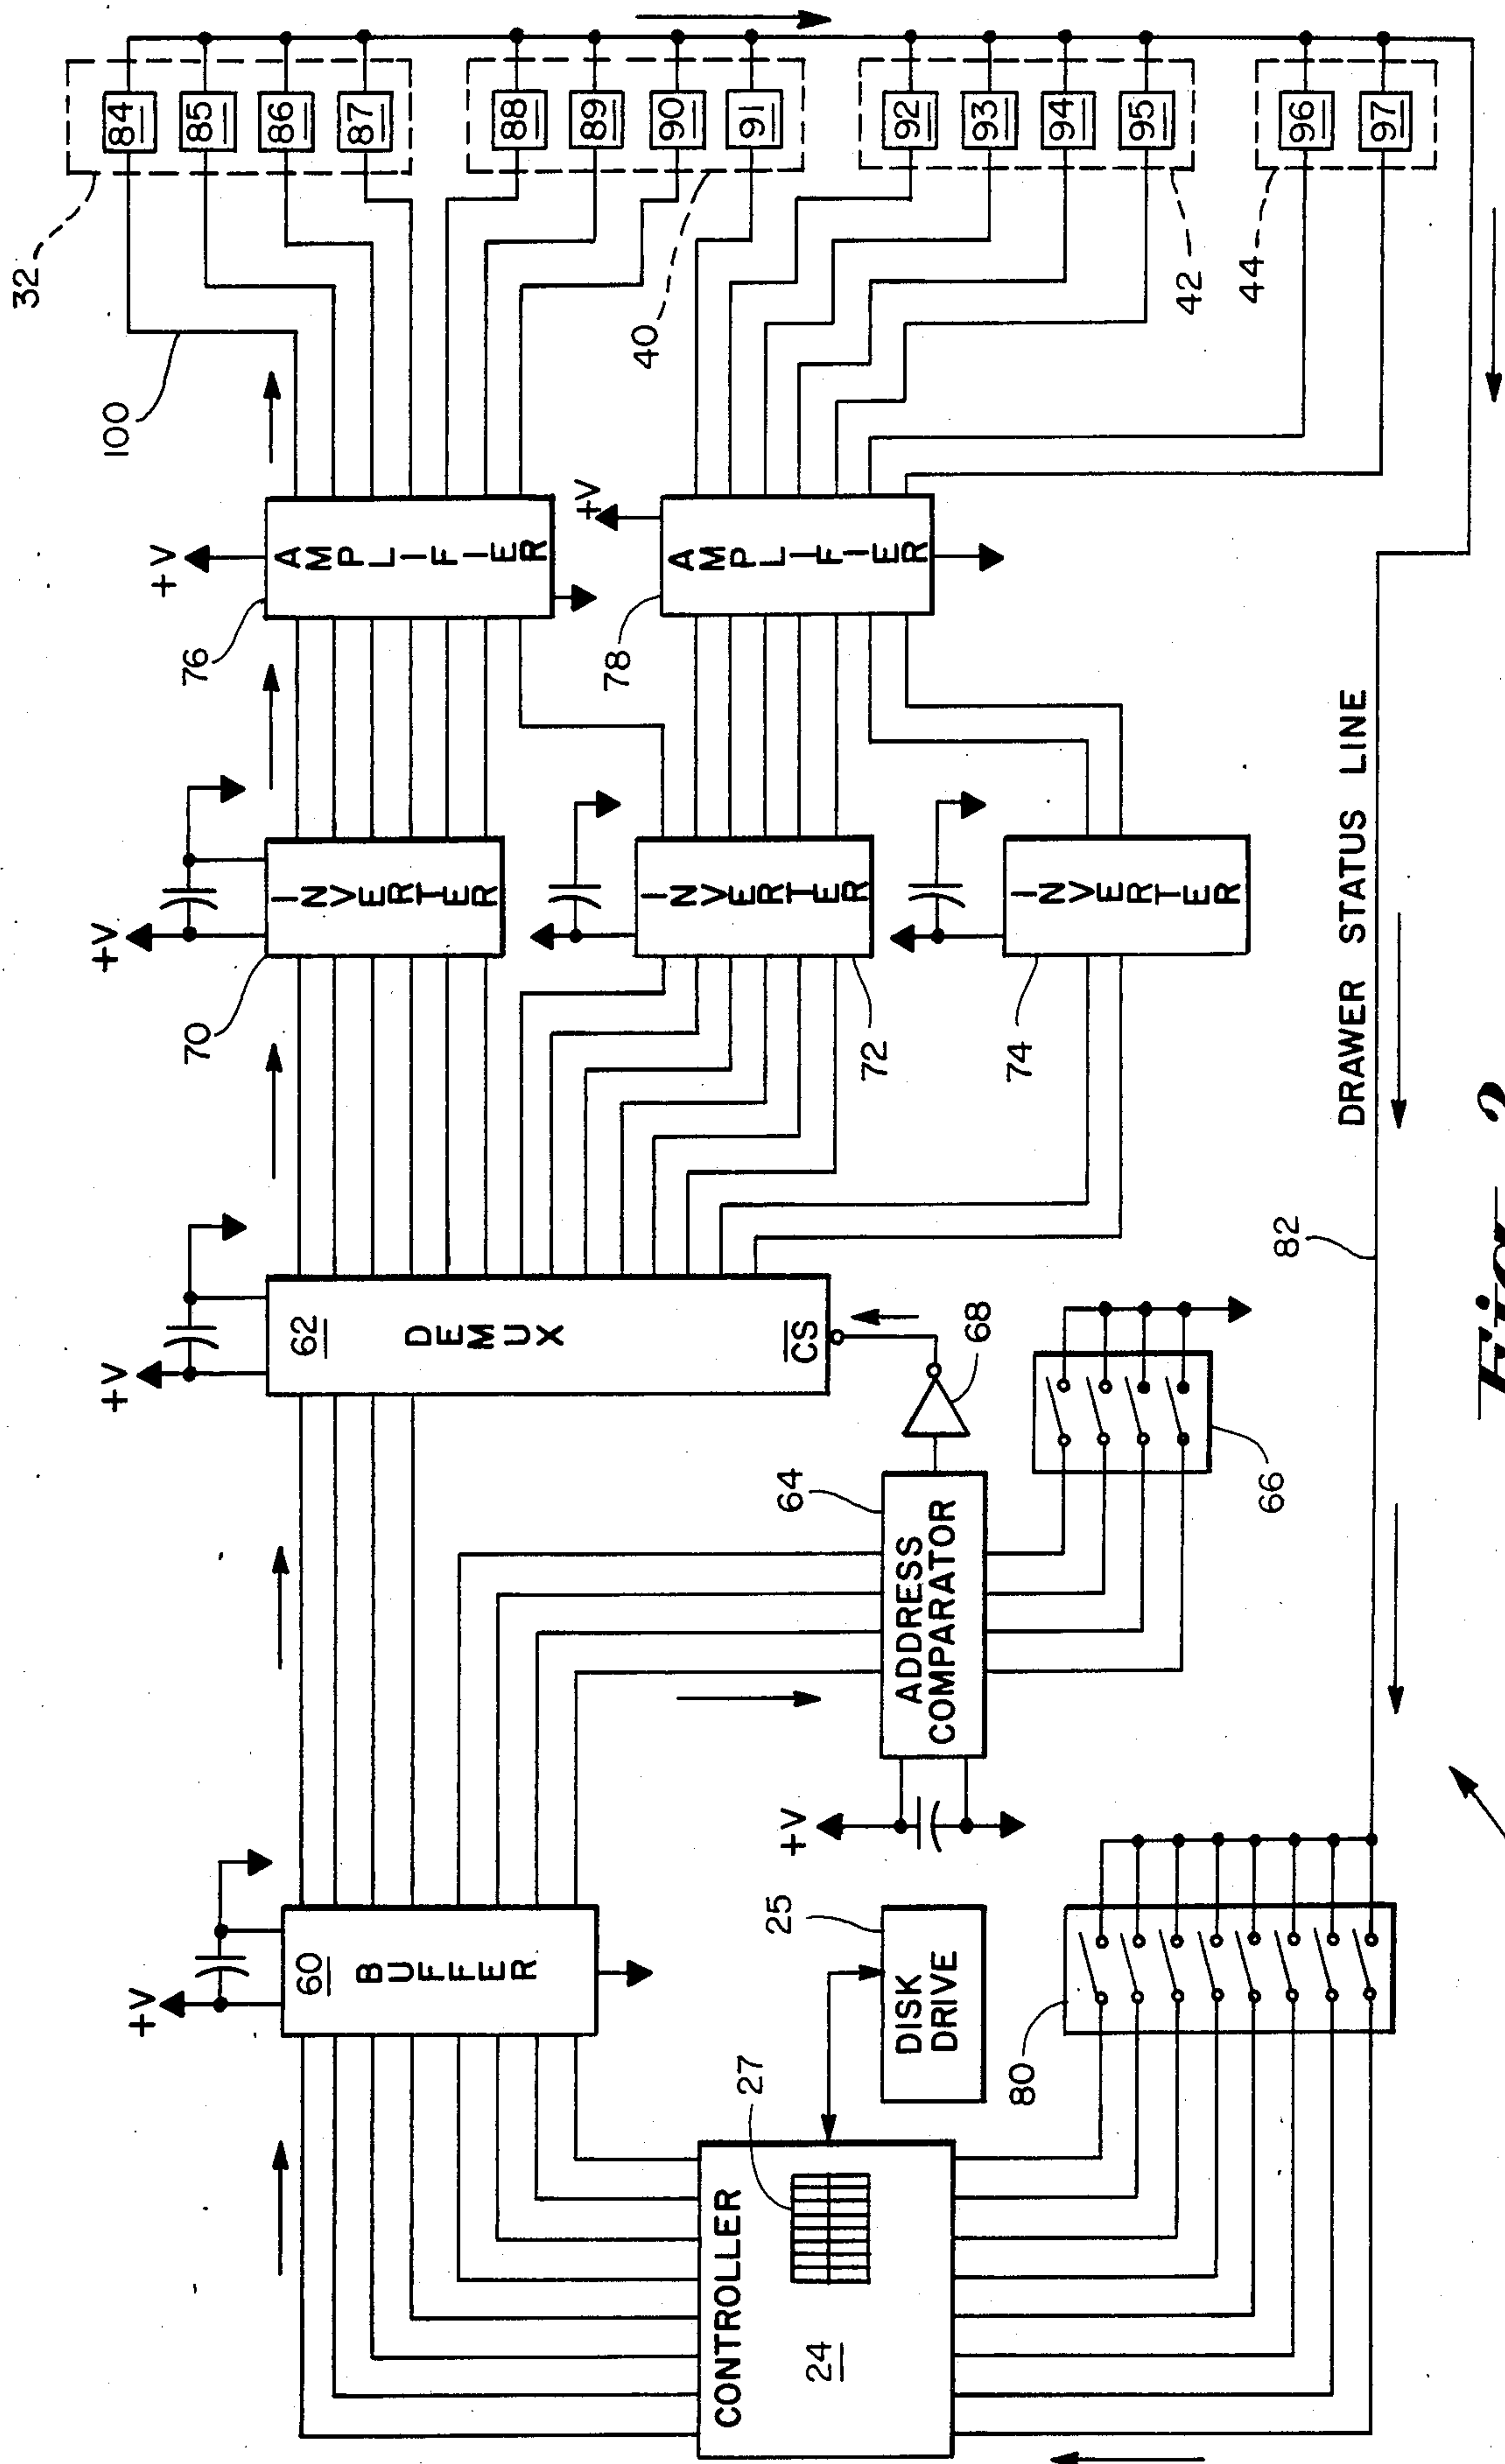 32
84
85
86
87
88
89
90
91
92
93
94
95
96
97
100
40
42
44
+V
+V
AMPLIFIER
AMPLIFIER
76
78
+V
INVERTER
INVERTER
INVERTER
70
72
74
DRAWER STATUS LINE
82
+V
62
DEMUX
CS
68
64
ADDRESS
COMPARATOR
66
+V
+V
60
BUFFER
25
DISK
DRIVE
80
27
CONTROLLER
24